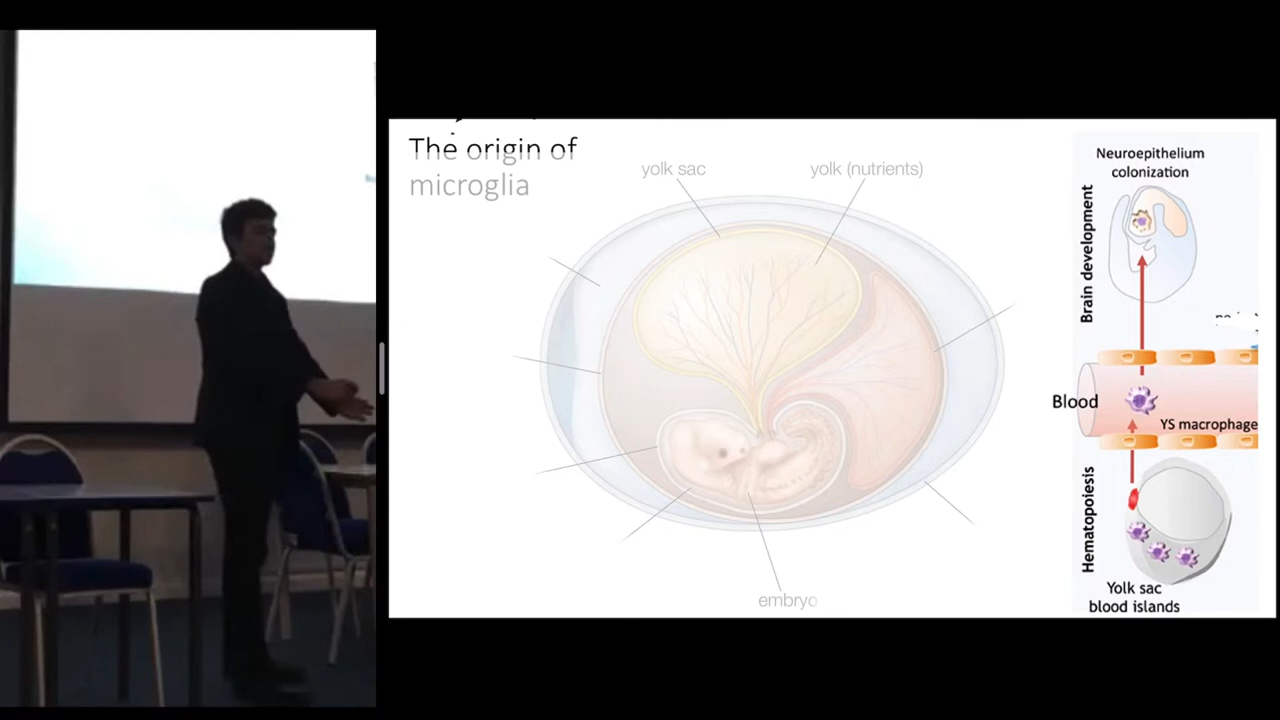 The origin of
microglia
yolk sac
yolk (nutrients)
embryo
Neuroepithelium
colonization
Brain development
Blood
YS macrophage
Hematopoiesis
Yolk sac
blood islands